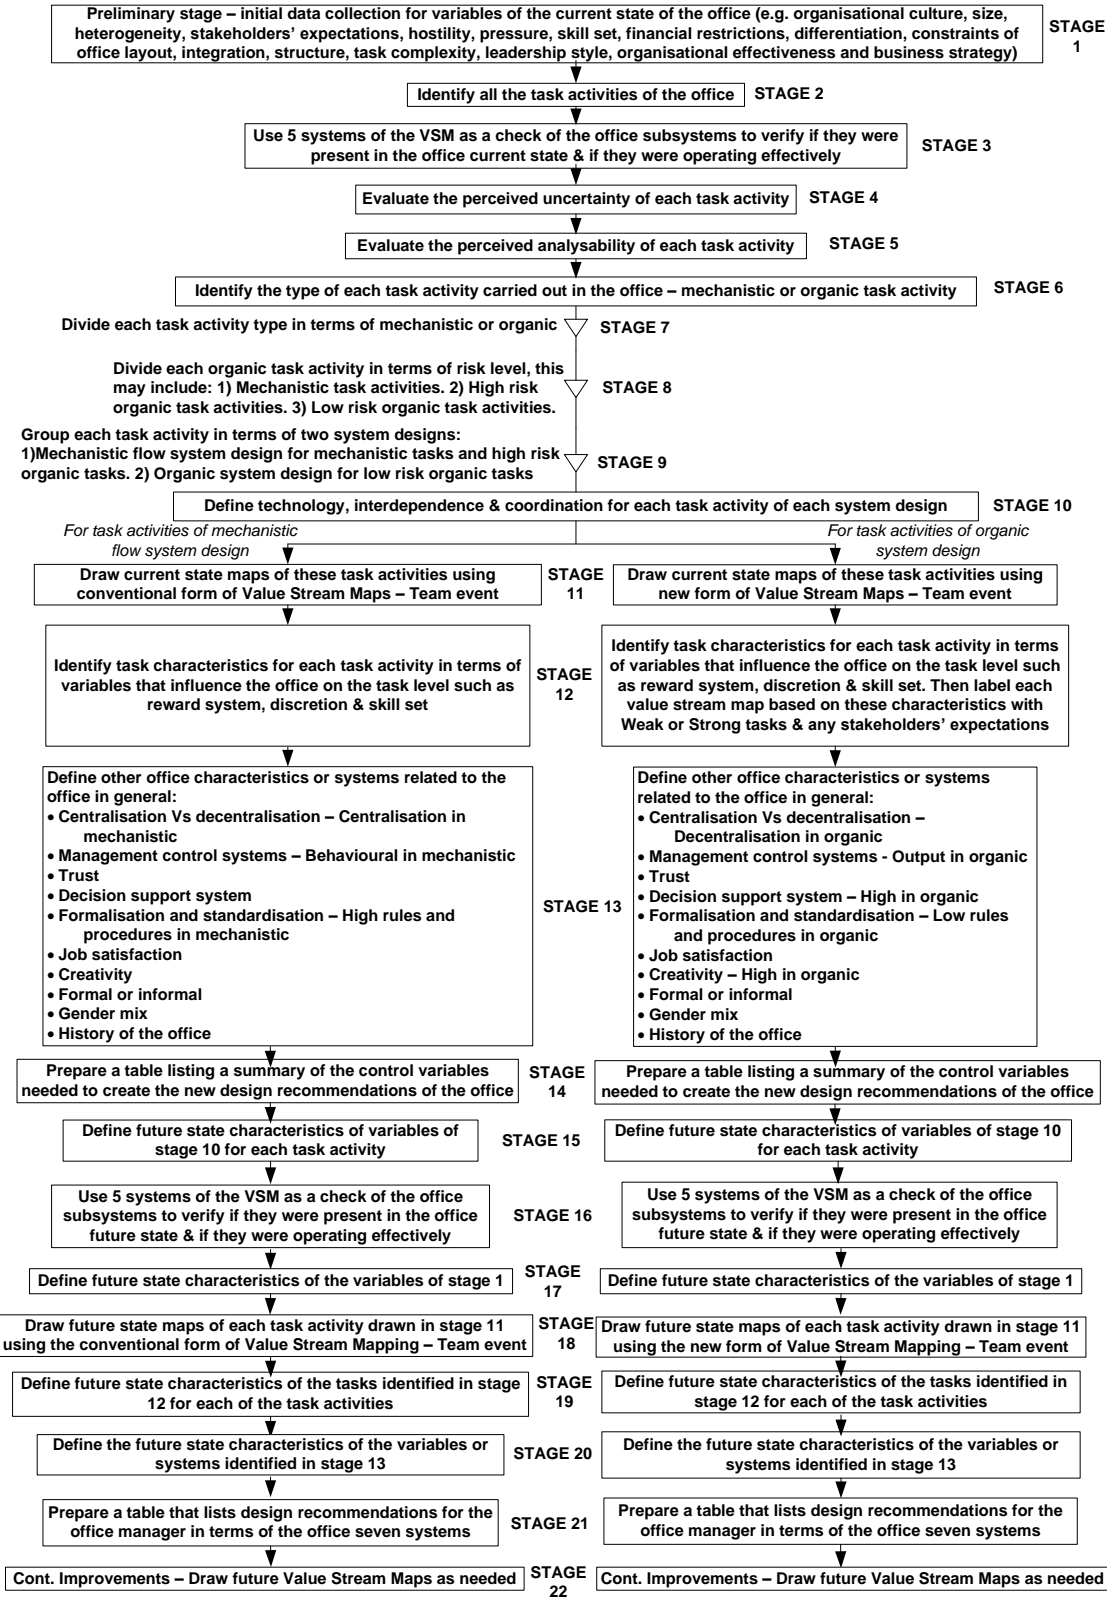 Preliminary stage – initial data collection for variables of the current state of the office (e.g. organisational culture, size,
heterogeneity, stakeholders' expectations, hostility, pressure, skill set, financial restrictions, differentiation, constraints of
office layout, integration, structure, task complexity, leadership style, organisational effectiveness and business strategy)
STAGE
1
Identify all the task activities of the office
STAGE 2
Use 5 systems of the VSM as a check of the office subsystems to verify if they were
present in the office current state & if they were operating effectively
STAGE 3
Evaluate the perceived uncertainty of each task activity
STAGE 4
Evaluate the perceived analysability of each task activity
STAGE 5
Identify the type of each task activity carried out in the office – mechanistic or organic task activity
STAGE 6
Divide each task activity type in terms of mechanistic or organic
STAGE 7
Divide each organic task activity in terms of risk level, this
may include: 1) Mechanistic task activities. 2) High risk
organic task activities. 3) Low risk organic task activities.
STAGE 8
Group each task activity in terms of two system designs:
1)Mechanistic flow system design for mechanistic tasks and high risk
organic tasks. 2) Organic system design for low risk organic tasks
STAGE 9
Define technology, interdependence & coordination for each task activity of each system design
STAGE 10
For task activities of mechanistic
flow system design
For task activities of organic
system design
Draw current state maps of these task activities using
conventional form of Value Stream Maps – Team event
STAGE
11
Draw current state maps of these task activities using
new form of Value Stream Maps – Team event
Identify task characteristics for each task activity in terms of
variables that influence the office on the task level such as
reward system, discretion & skill set
STAGE
12
Identify task characteristics for each task activity in terms
of variables that influence the office on the task level such
as reward system, discretion & skill set. Then label each
value stream map based on these characteristics with
Weak or Strong tasks & any stakeholders' expectations
Define other office characteristics or systems related to the
office in general:
• Centralisation Vs decentralisation – Centralisation in
mechanistic
• Management control systems – Behavioural in mechanistic
• Trust
• Decision support system
• Formalisation and standardisation – High rules and
procedures in mechanistic
• Job satisfaction
• Creativity
• Formal or informal
• Gender mix
• History of the office
STAGE 13
Define other office characteristics or systems
related to the office in general:
• Centralisation Vs decentralisation –
Decentralisation in organic
• Management control systems - Output in organic
• Trust
• Decision support system – High in organic
• Formalisation and standardisation – Low rules
and procedures in organic
• Job satisfaction
• Creativity – High in organic
• Formal or informal
• Gender mix
• History of the office
Prepare a table listing a summary of the control variables
needed to create the new design recommendations of the office
STAGE
14
Prepare a table listing a summary of the control variables
needed to create the new design recommendations of the office
Define future state characteristics of variables of
stage 10 for each task activity
STAGE 15
Define future state characteristics of variables of stage 10
for each task activity
Use 5 systems of the VSM as a check of the office
subsystems to verify if they were present in the office
future state & if they were operating effectively
STAGE 16
Use 5 systems of the VSM as a check of the office
subsystems to verify if they were present in the office
future state & if they were operating effectively
Define future state characteristics of the variables of stage 1
STAGE
17
Define future state characteristics of the variables of stage 1
Draw future state maps of each task activity drawn in stage 11
using the conventional form of Value Stream Mapping – Team event
STAGE
18
Draw future state maps of each task activity drawn in stage 11
using the new form of Value Stream Mapping – Team event
Define future state characteristics of the tasks identified in stage
12 for each of the task activities
STAGE
19
Define future state characteristics of the tasks identified in
stage 12 for each of the task activities
Define the future state characteristics of the variables or
systems identified in stage 13
STAGE 20
Define the future state characteristics of the variables or
systems identified in stage 13
Prepare a table that lists design recommendations for the
office manager in terms of the office seven systems
STAGE 21
Prepare a table that lists design recommendations for the
office manager in terms of the office seven systems
Cont. Improvements – Draw future Value Stream Maps as needed
STAGE
22
Cont. Improvements – Draw future Value Stream Maps as needed